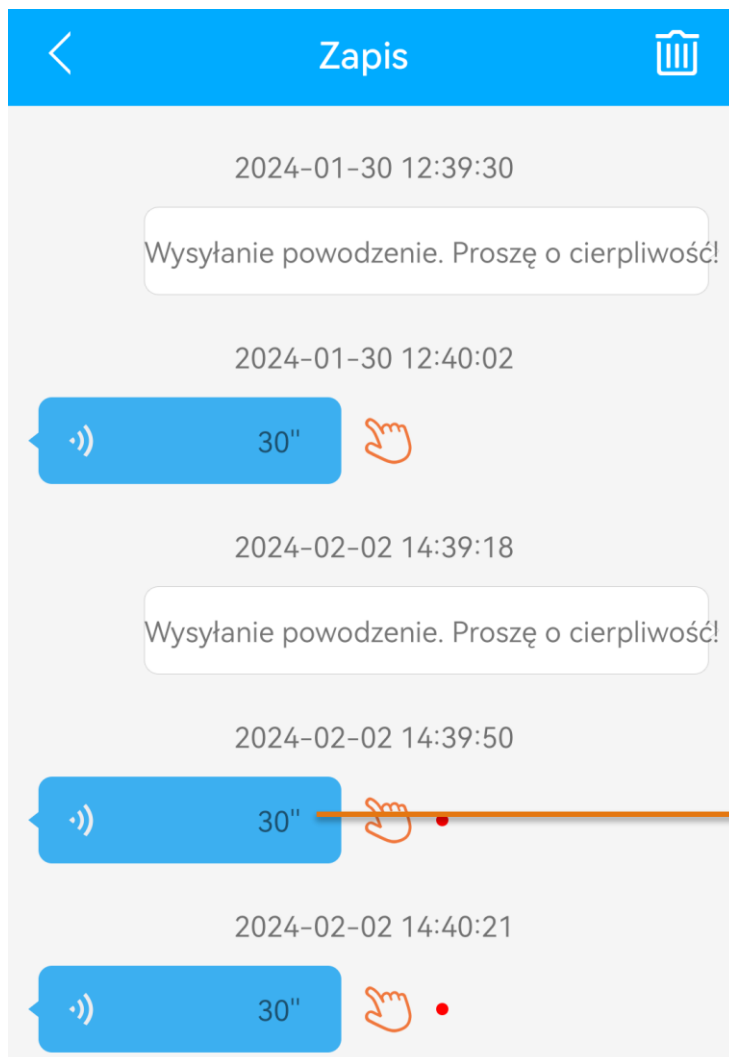 Zapis
2024-01-30 12:39:30
Wysyłanie powodzenie. Proszę o cierpliwość!
2024-01-30 12:40:02
30"
2024-02-02 14:39:18
Wysyłanie powodzenie. Proszę o cierpliwość!
2024-02-02 14:39:50
30"
2024-02-02 14:40:21
30"